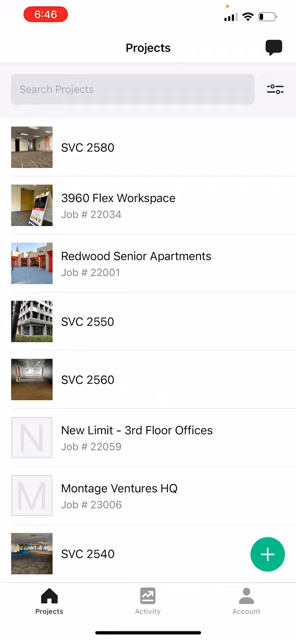 6:46
Projects
Search Projects
SVC 2580
3960 Flex Workspace
Job # 22034
Redwood Senior Apartments
Job # 22001
SVC 2550
SVC 2560
N
New Limit - 3rd Floor Offices
Job # 22059
M
Montage Ventures HQ
Job # 23006
SVC 2540
Projects
Activity
Account